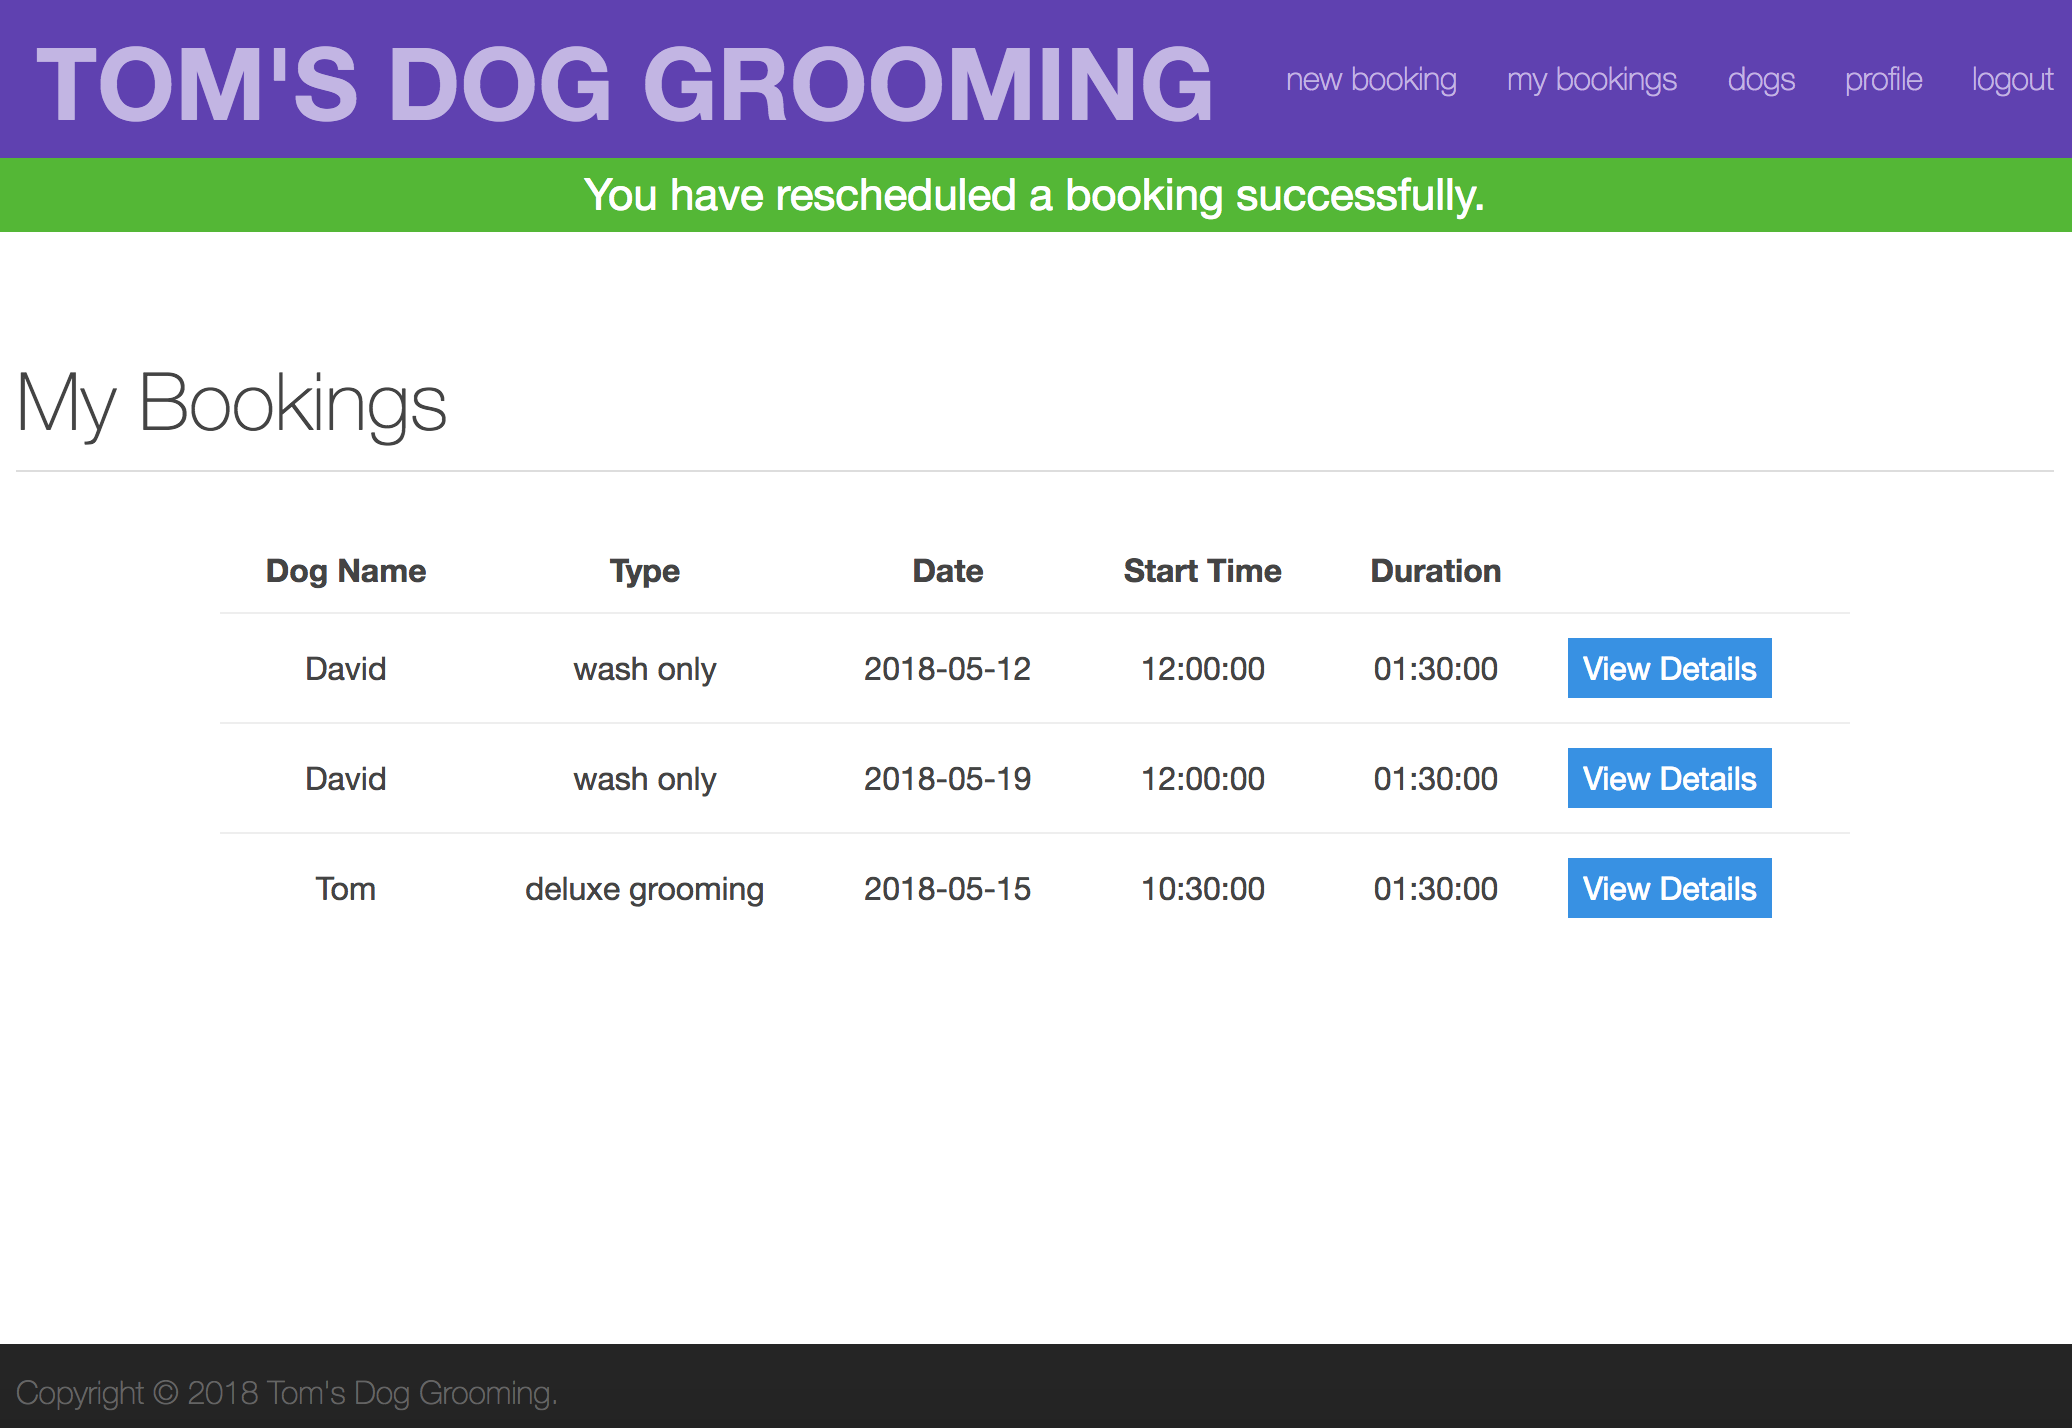 TOM'S DOG GROOMING new booking my bookings dogs profile logout
You have rescheduled a booking successfully.
My Bookings
Dog Name Type Date Start Time Duration
David wash only 2018-05-12 12:00:00 01:30:00 View Details
David wash only 2018-05-19 12:00:00 01:30:00 View Details
Tom deluxe grooming 2018-05-15 10:30:00 01:30:00 View Details
Copyright © 2018 Tom's Dog Grooming.